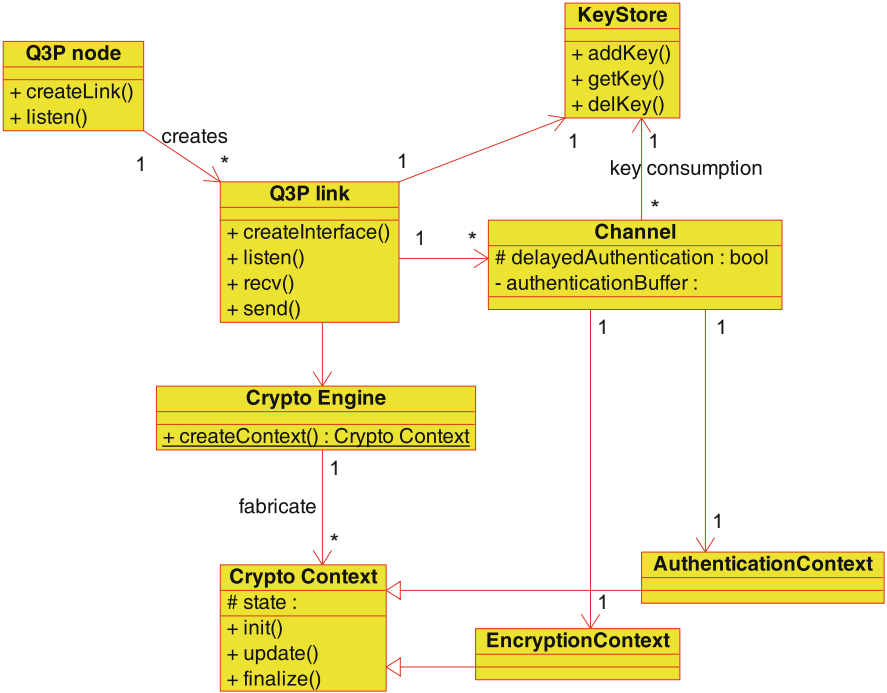 KeyStore
+ addKey()
+ getKey()
+ delKey()
Q3P node
+ createLink()
+ listen()
creates
1
*
1
1
1
key consumption
*
Q3P link
+ createInterface()
+ listen()
+ recv()
+ send()
1
*
Channel
# delayedAuthentication : bool
- authenticationBuffer :
1
1
Crypto Engine
+ createContext() : Crypto Context
1
fabricate
*
1
AuthenticationContext
Crypto Context
# state :
+ init()
+ update()
+ finalize()
1
EncryptionContext